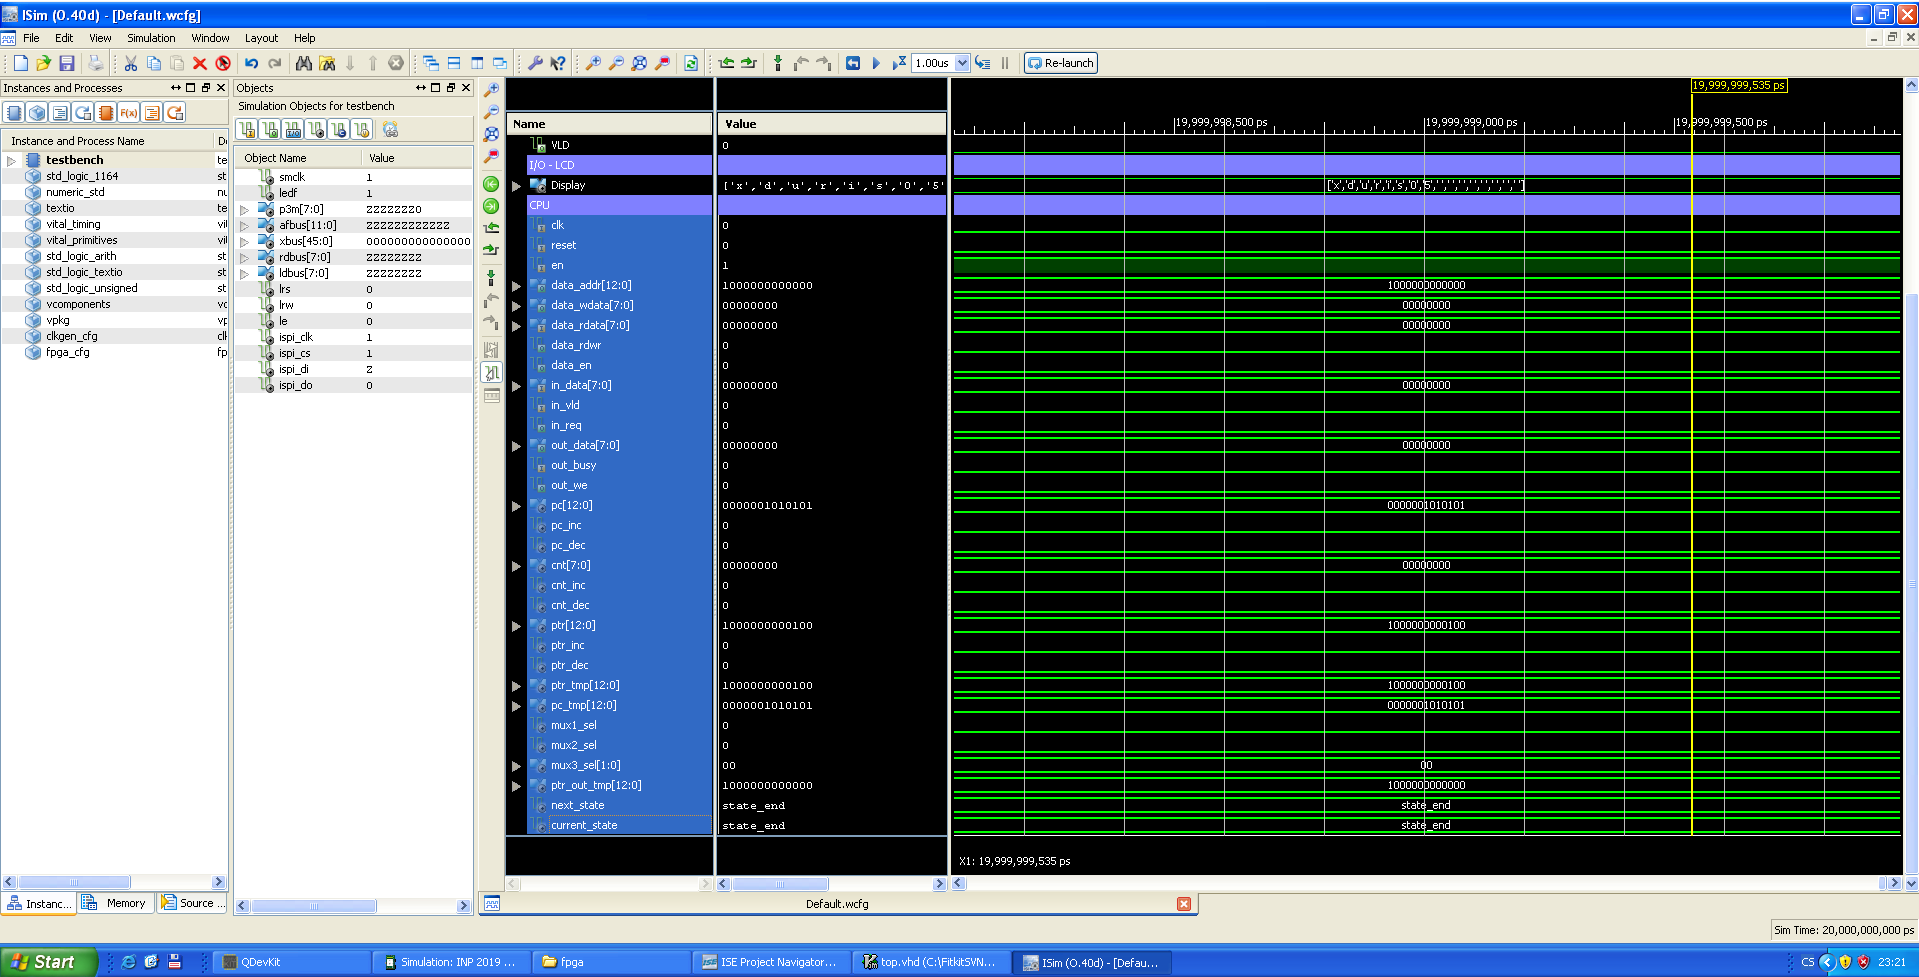 ISim (O.40d) - [Default.wcfg]
File Edit View Simulation Window Layout Help
1.00us Re-launch
Instances and Processes
Instance and Process Name
testbench te
std_logic_1164 st
numeric_std nu
textio te
vital_timing vit
vital_primitives vit
std_logic_arith st
std_logic_textio st
std_logic_unsigned st
vcomponents vc
vpkg vp
clkgen_cfg clk
fpga_cfg fp
Instanc... Memory Source ...
Objects
Simulation Objects for testbench
Object Name Value
smclk 1
ledf 1
p3m[7:0] ZZZZZZZ0
afbus[11:0] ZZZZZZZZZZZZ
xbus[45:0] 000000000000000
rdbus[7:0] ZZZZZZZZ
ldbus[7:0] ZZZZZZZZ
lrs 0
lrw 0
le 0
ispi_clk 1
ispi_cs 1
ispi_di Z
ispi_do 0
19,999,999,535 ps
19,999,998,500 ps 19,999,999,000 ps 19,999,999,500 ps
Name Value
VLD 0
I/O - LCD
Display ['x','d','u','r','i','s','0','5' ['x','d','u','r','i','s','0','5',' ',' ',' ',' ',' ',' ',' ',' ']
CPU
clk 0
reset 0
en 1
data_addr[12:0] 1000000000000 1000000000000
data_wdata[7:0] 00000000 00000000
data_rdata[7:0] 00000000 00000000
data_rdwr 0
data_en 0
in_data[7:0] 00000000 00000000
in_vld 0
in_req 0
out_data[7:0] 00000000 00000000
out_busy 0
out_we 0
pc[12:0] 0000001010101 0000001010101
pc_inc 0
pc_dec 0
cnt[7:0] 00000000 00000000
cnt_inc 0
cnt_dec 0
ptr[12:0] 1000000000100 1000000000100
ptr_inc 0
ptr_dec 0
ptr_tmp[12:0] 1000000000100 1000000000100
pc_tmp[12:0] 0000001010101 0000001010101
mux1_sel 0
mux2_sel 0
mux3_sel[1:0] 00 00
ptr_out_tmp[12:0] 1000000000000 1000000000000
next_state state_end state_end
current_state state_end state_end
X1: 19,999,999,535 ps
Default.wcfg
Sim Time: 20,000,000,000 ps
Start QDevKit Simulation: INP 2019 ... fpga ISE Project Navigator... top.vhd (C:\FitkitSVN... ISim (O.40d) - [Defau... CS 23:21